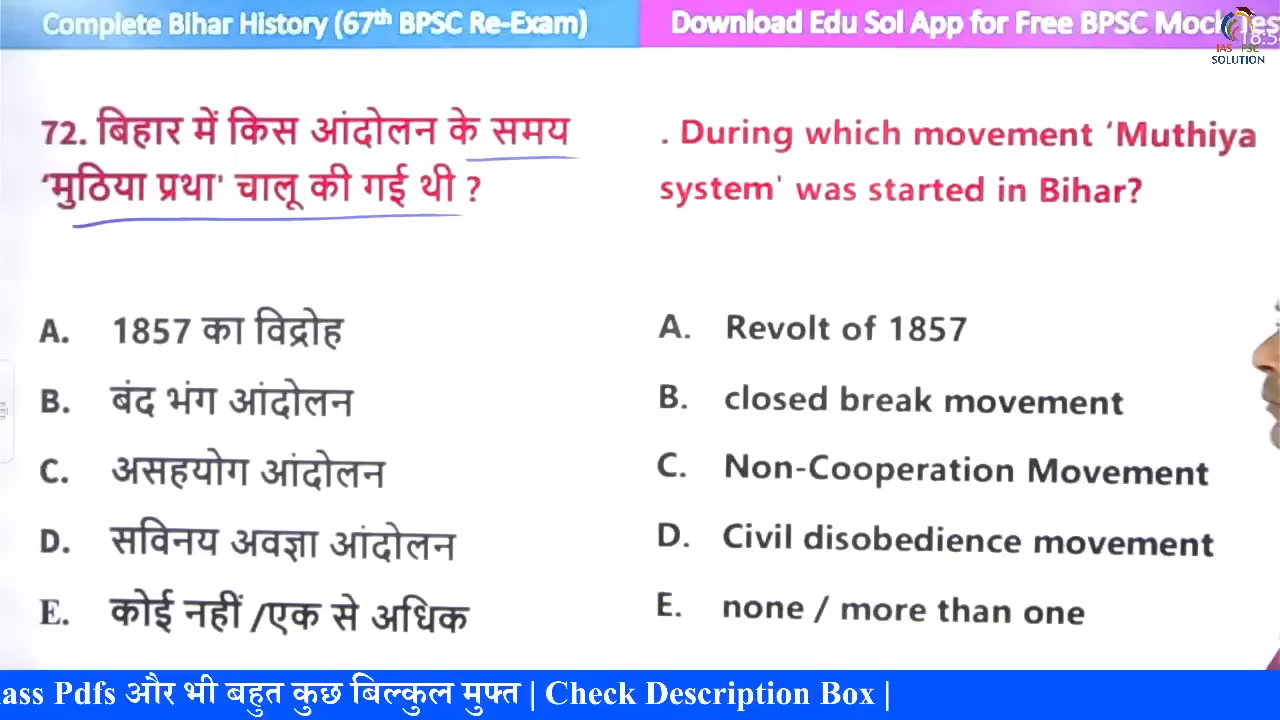 Complete Bihar History (67th BPSC Re-Exam)
Download Edu Sol App for Free BPSC Mock
18:5
IAS PSC
SOLUTION
72. बिहार में किस आंदोलन के समय
'मुठिया प्रथा' चालू की गई थी ?
A. 1857 का विद्रोह
B. बंद भंग आंदोलन
C. असहयोग आंदोलन
D. सविनय अवज्ञा आंदोलन
E. कोई नहीं /एक से अधिक
. During which movement 'Muthiya
system' was started in Bihar?
A. Revolt of 1857
B. closed break movement
C. Non-Cooperation Movement
D. Civil disobedience movement
E. none / more than one
ass Pdfs और भी बहुत कुछ बिल्कुल मुफ्त | Check Description Box |